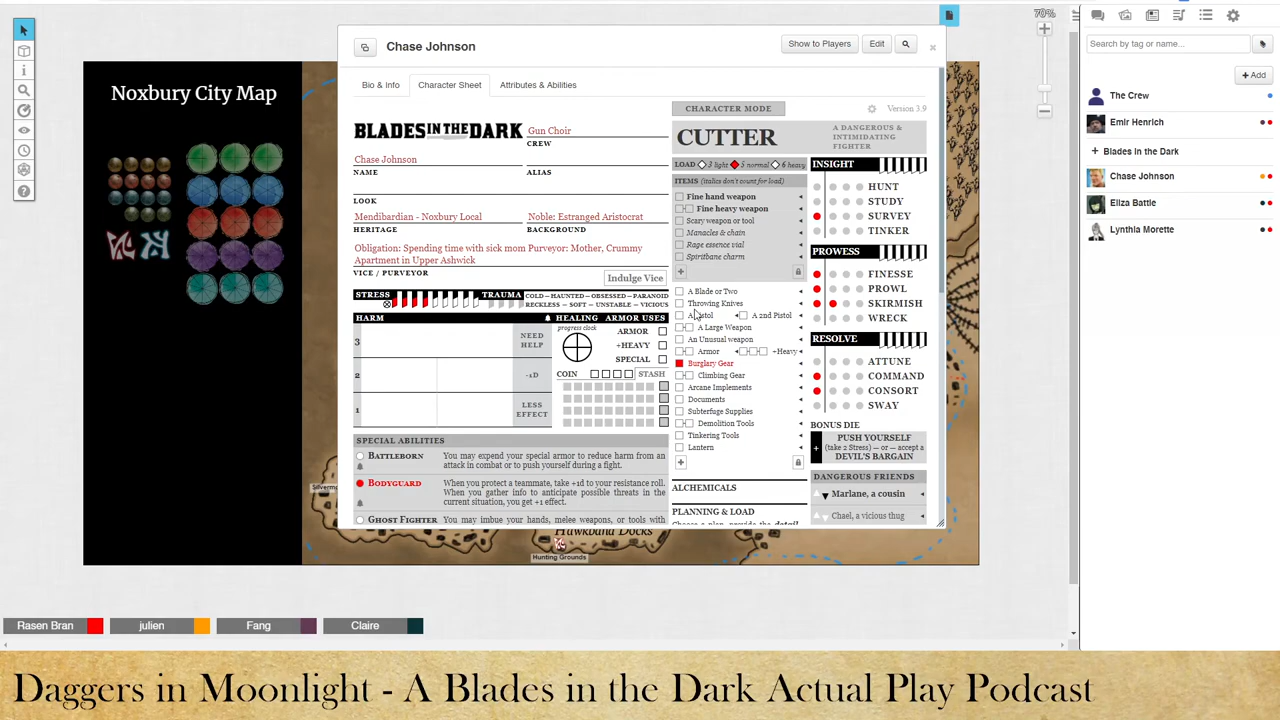 Chase Johnson
Show to Players
Edit
70%
Bio & Info
Character Sheet
Attributes & Abilities
Noxbury City Map
BLADES IN THE DARK
Gun Choir
CREW
Chase Johnson
NAME
ALIAS
LOOK
Mendibardian - Noxbury Local
Noble: Estranged Aristocrat
HERITAGE
BACKGROUND
Obligation: Spending time with sick mom Purveyor: Mother, Crummy
Apartment in Upper Ashwick
VICE / PURVEYOR
Indulge Vice
STRESS
TRAUMA
COLD – HAUNTED – OBSESSED – PARANOID
RECKLESS – SOFT – UNSTABLE – VICIOUS
HARM
HEALING
ARMOR USES
progress clock
3
NEED
HELP
ARMOR
+HEAVY
SPECIAL
2
-1D
COIN
STASH
1
LESS
EFFECT
SPECIAL ABILITIES
BATTLEBORN
You may expend your special armor to reduce harm from an
attack in combat or to push yourself during a fight.
BODYGUARD
When you protect a teammate, take +1d to your resistance roll.
When you gather info to anticipate possible threats in the
current situation, you get +1 effect.
GHOST FIGHTER
You may imbue your hands, melee weapons, or tools with
CHARACTER MODE
Version 3.9
CUTTER
A DANGEROUS &
INTIMIDATING
FIGHTER
LOAD 3 light 5 normal 6 heavy
ITEMS (italics don't count for load)
Fine hand weapon
Fine heavy weapon
Scary weapon or tool
Manacles & chain
Rage essence vial
Spiritbane charm
A Blade or Two
Throwing Knives
A Pistol
A 2nd Pistol
A Large Weapon
An Unusual weapon
Armor
+Heavy
Burglary Gear
Climbing Gear
Arcane Implements
Documents
Subterfuge Supplies
Demolition Tools
Tinkering Tools
Lantern
ALCHEMICALS
PLANNING & LOAD
Choose a plan, provide the detail
INSIGHT
HUNT
STUDY
SURVEY
TINKER
PROWESS
FINESSE
PROWL
SKIRMISH
WRECK
RESOLVE
ATTUNE
COMMAND
CONSORT
SWAY
BONUS DIE
+
PUSH YOURSELF
(take 2 Stress) — or — accept a
DEVIL'S BARGAIN
DANGEROUS FRIENDS
Marlane, a cousin
Chael, a vicious thug
Hawkband Docks
Hunting Grounds
Search by tag or name...
+ Add
The Crew
Emir Henrich
+ Blades in the Dark
Chase Johnson
Eliza Battle
Lynthia Morette
Rasen Bran
julien
Fang
Claire
Daggers in Moonlight - A Blades in the Dark Actual Play Podcast